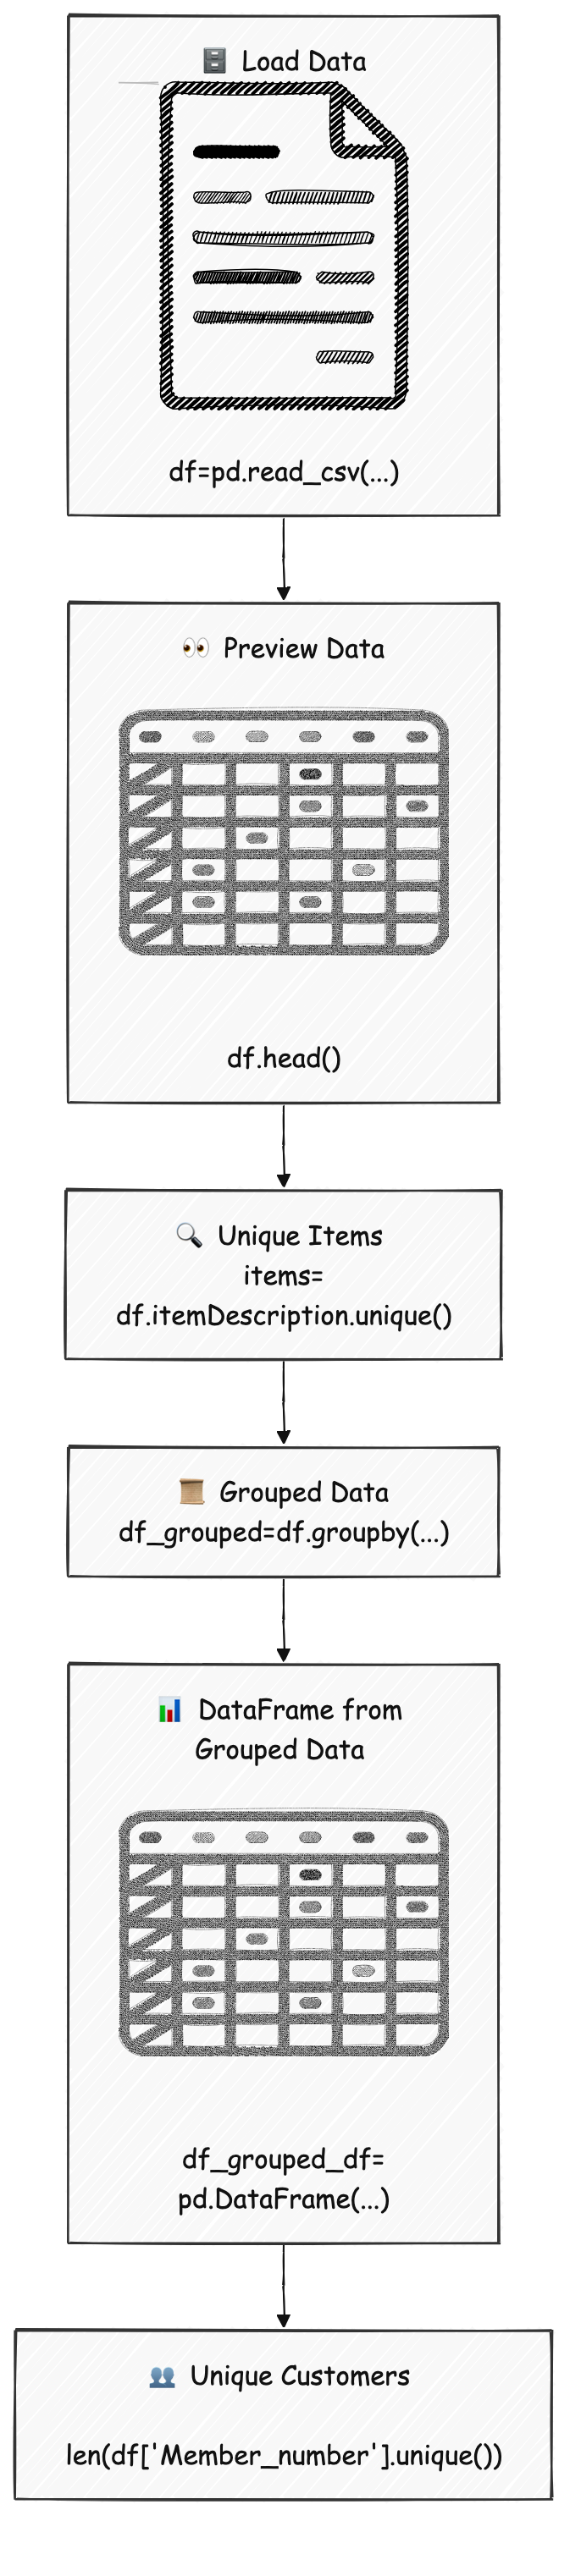 🗄️ Load Data
df=pd.read_csv(...)
👀 Preview Data
df.head()
🔍 Unique Items
items=
df.itemDescription.unique()
📜 Grouped Data
df_grouped=df.groupby(...)
📊 DataFrame from
Grouped Data
df_grouped_df=
pd.DataFrame(...)
👥 Unique Customers
len(df['Member_number'].unique())